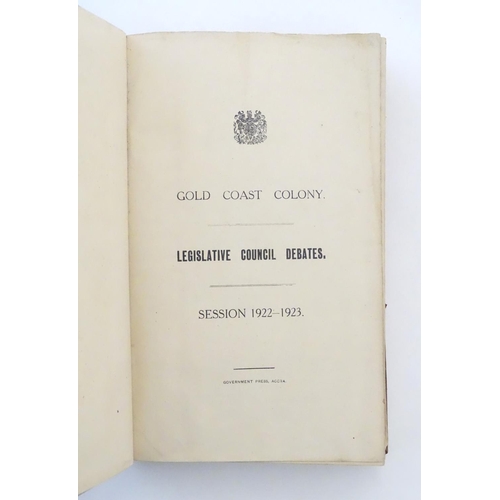 GOLD COAST COLONY.
LEGISLATIVE COUNCIL DEBATES,
SESSION 1922–1923.
GOVERNMENT PRESS, ACCRA